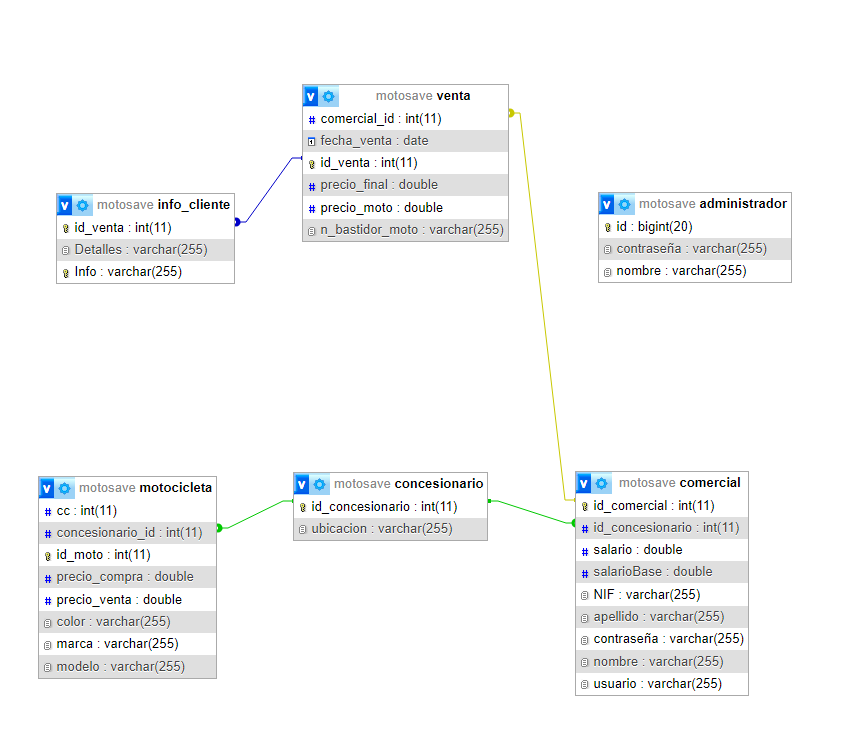 motosave venta
comercial_id : int(11)
fecha_venta : date
id_venta : int(11)
precio_final : double
precio_moto : double
n_bastidor_moto : varchar(255)
motosave info_cliente
id_venta : int(11)
Detalles : varchar(255)
Info : varchar(255)
motosave administrador
id : bigint(20)
contraseña : varchar(255)
nombre : varchar(255)
motosave motocicleta
cc : int(11)
concesionario_id : int(11)
id_moto : int(11)
precio_compra : double
precio_venta : double
color : varchar(255)
marca : varchar(255)
modelo : varchar(255)
motosave concesionario
id_concesionario : int(11)
ubicacion : varchar(255)
motosave comercial
id_comercial : int(11)
id_concesionario : int(11)
salario : double
salarioBase : double
NIF : varchar(255)
apellido : varchar(255)
contraseña : varchar(255)
nombre : varchar(255)
usuario : varchar(255)